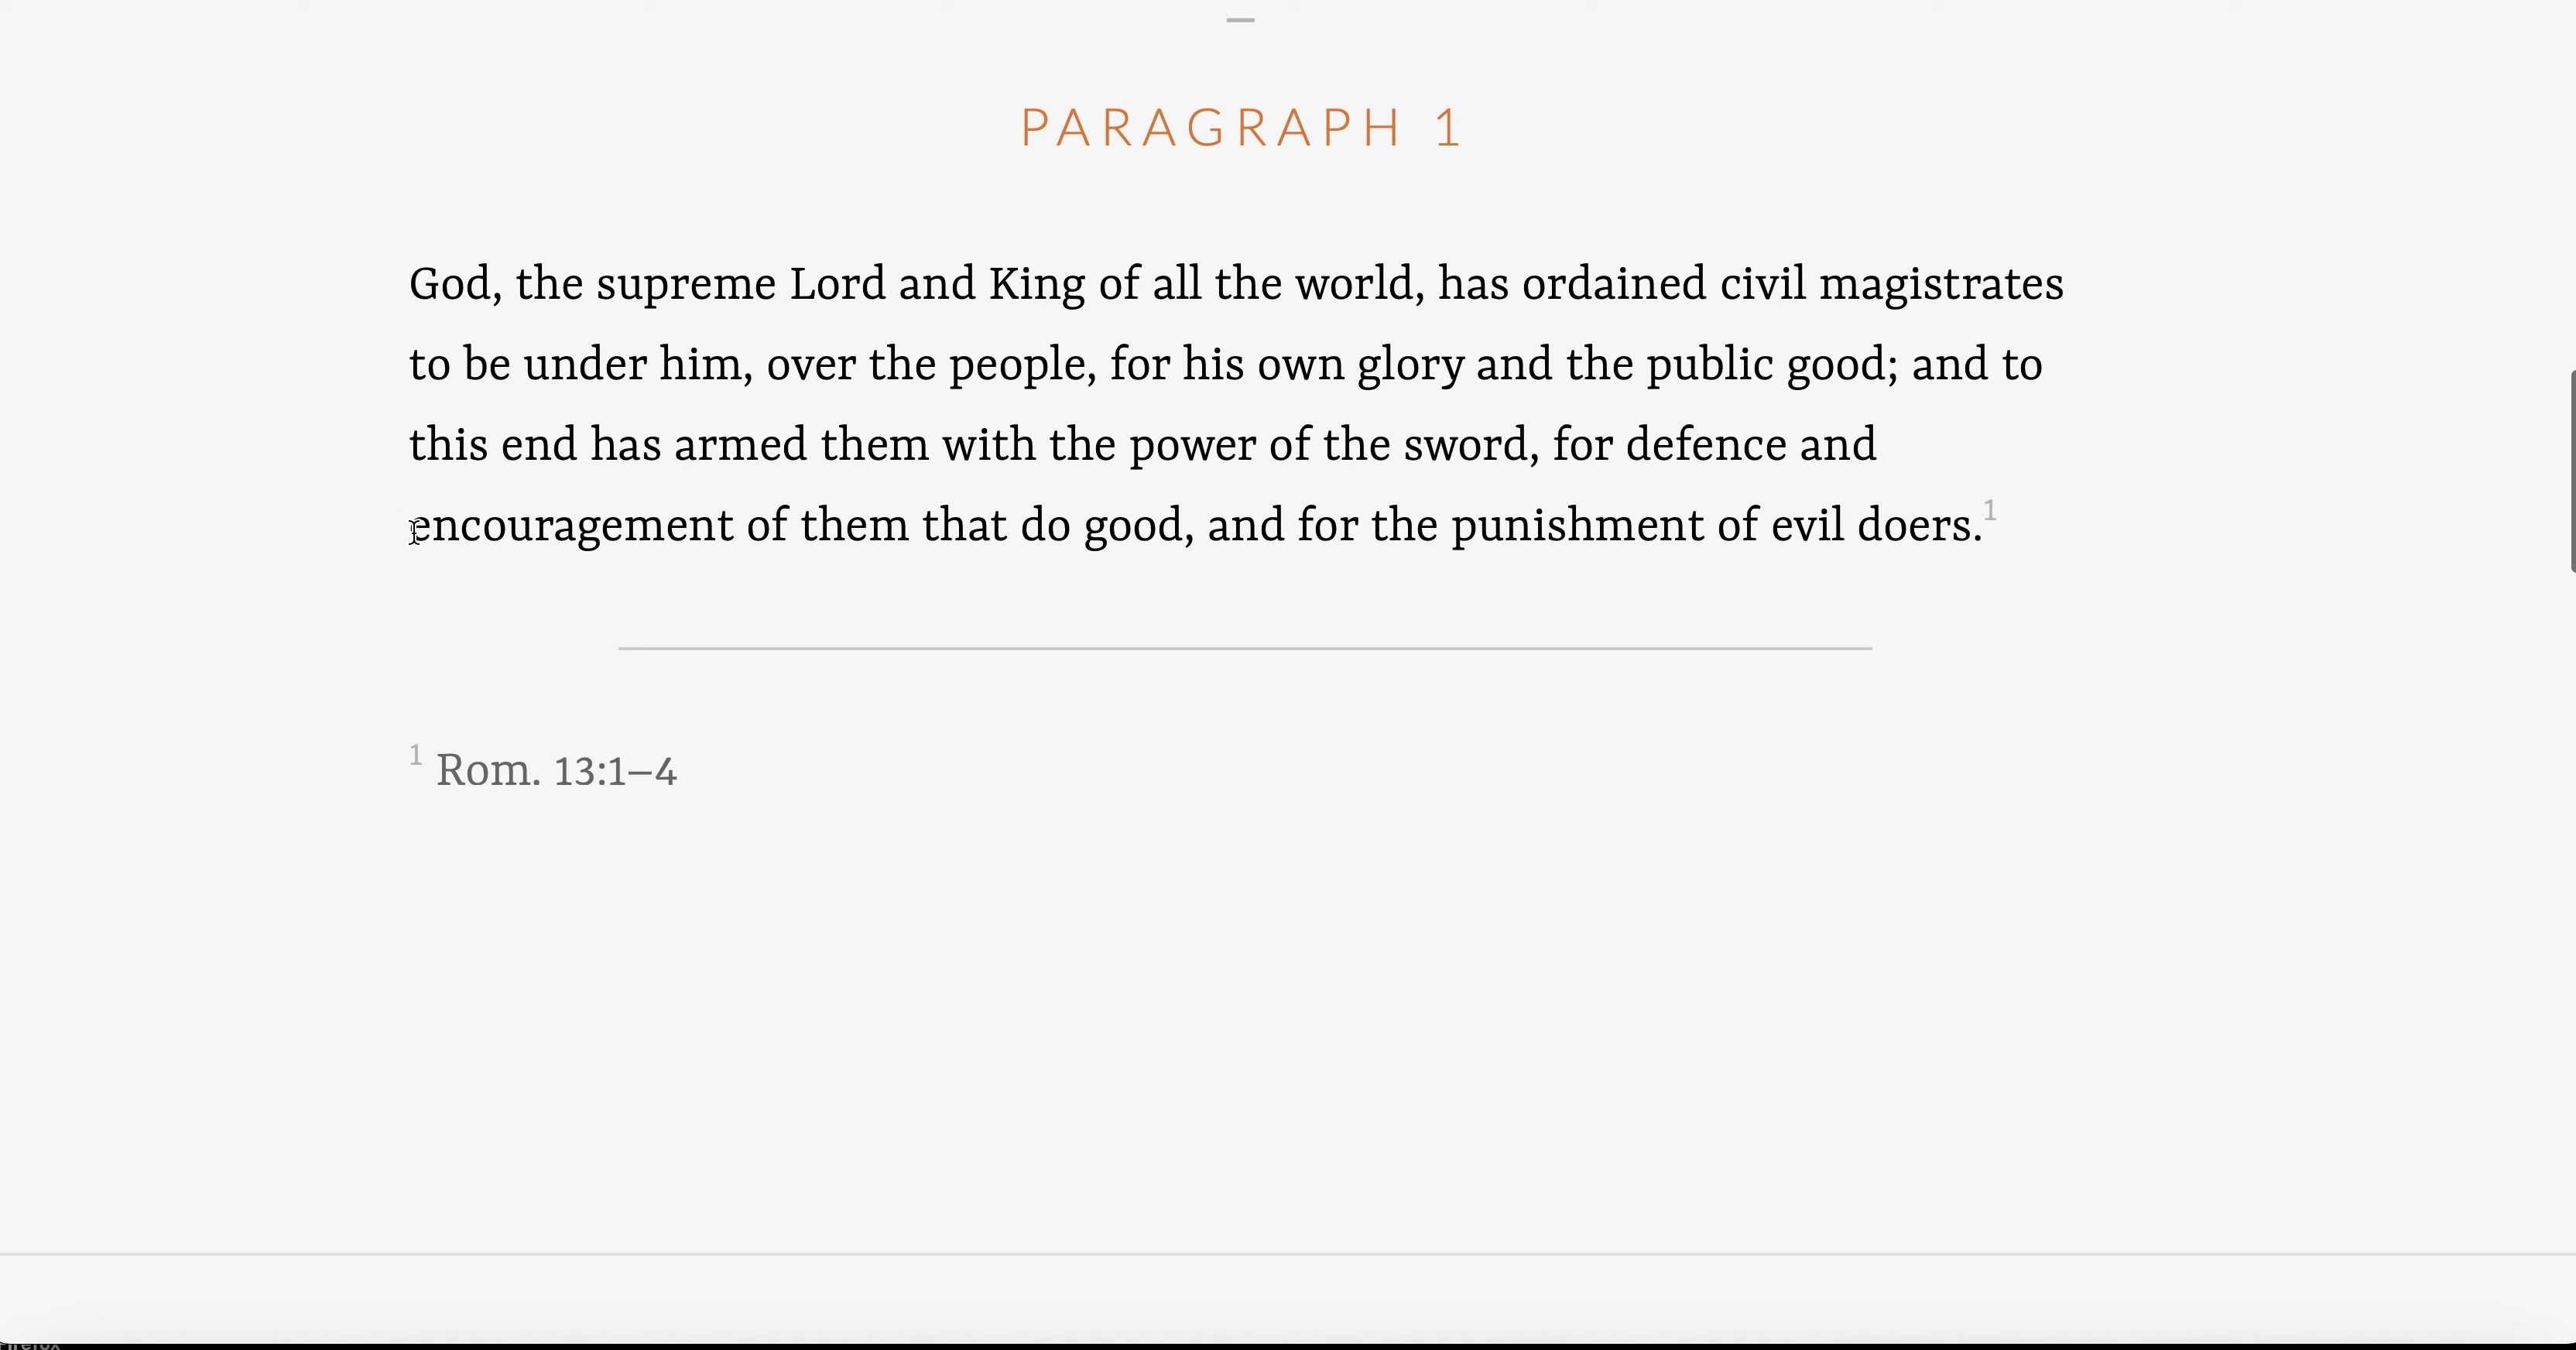 PARAGRAPH 1
God, the supreme Lord and King of all the world, has ordained civil magistrates
to be under him, over the people, for his own glory and the public good; and to
this end has armed them with the power of the sword, for defence and
encouragement of them that do good, and for the punishment of evil doers.1
1 Rom. 13:1–4